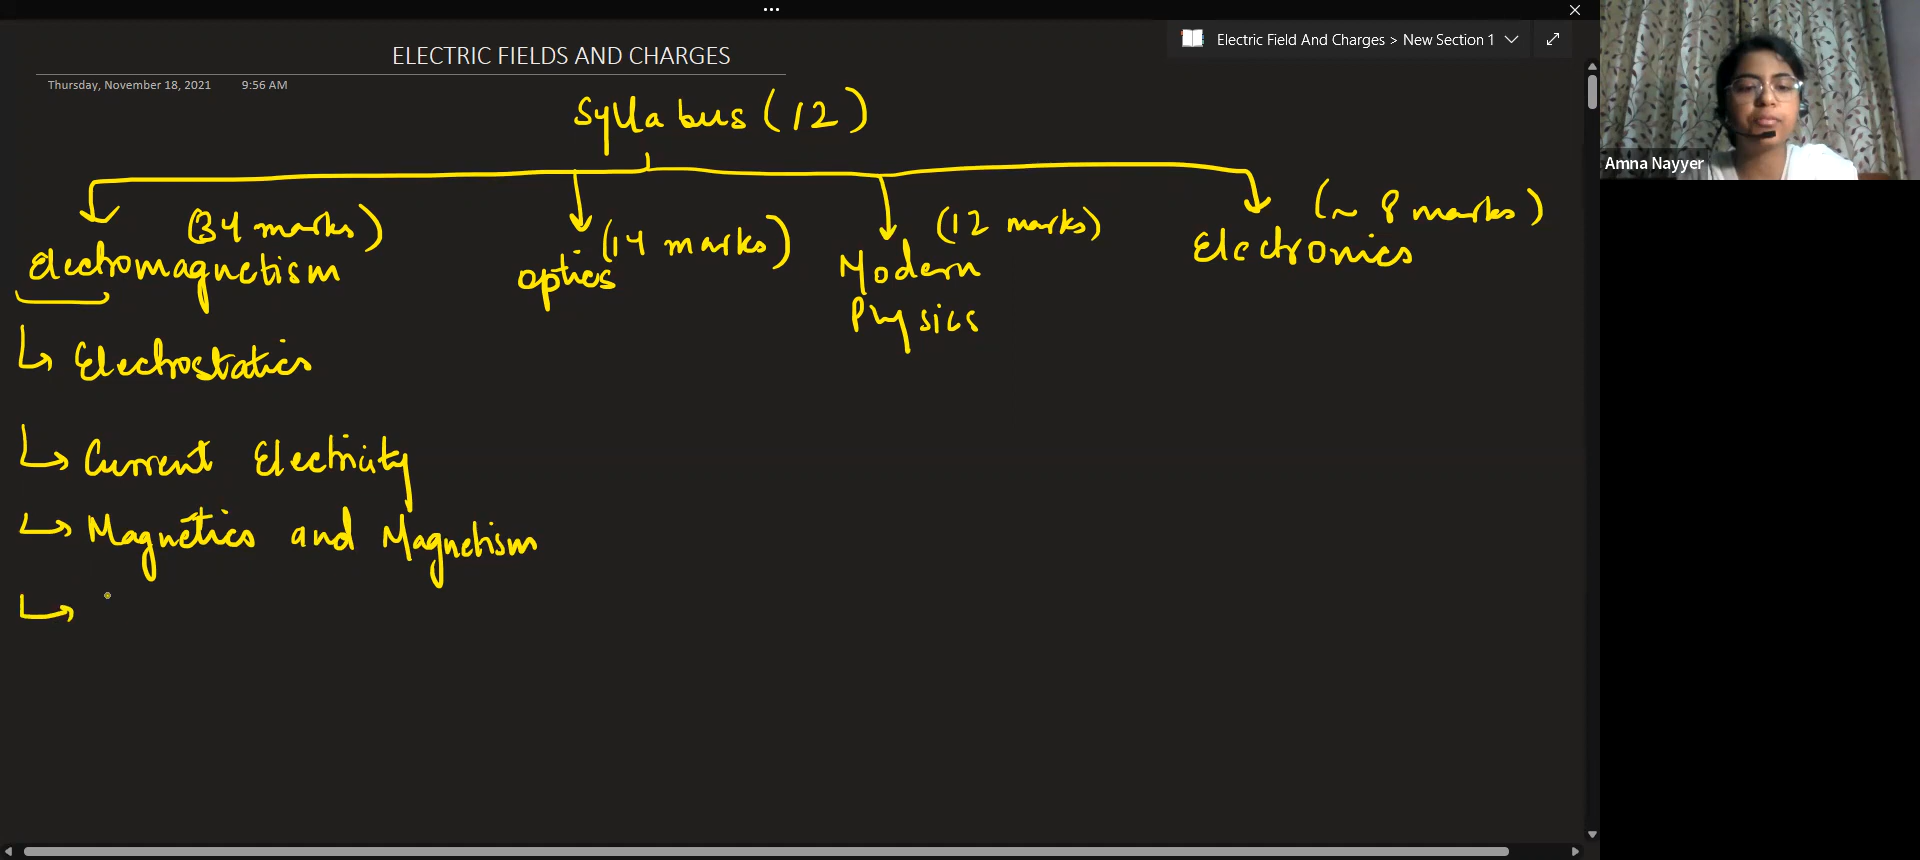 ELECTRIC FIELDS AND CHARGES
Electric Field And Charges > New Section 1
Thursday, November 18, 2021 9:56 AM
Amna Nayyer
Syllabus (12)
(34 marks)
Electromagnetism
(14 marks)
optics
(12 marks)
Modern
Physics
(~ 8 marks)
Electronics
Electrostatics
Current Electricity
Magnetics and Magnetism